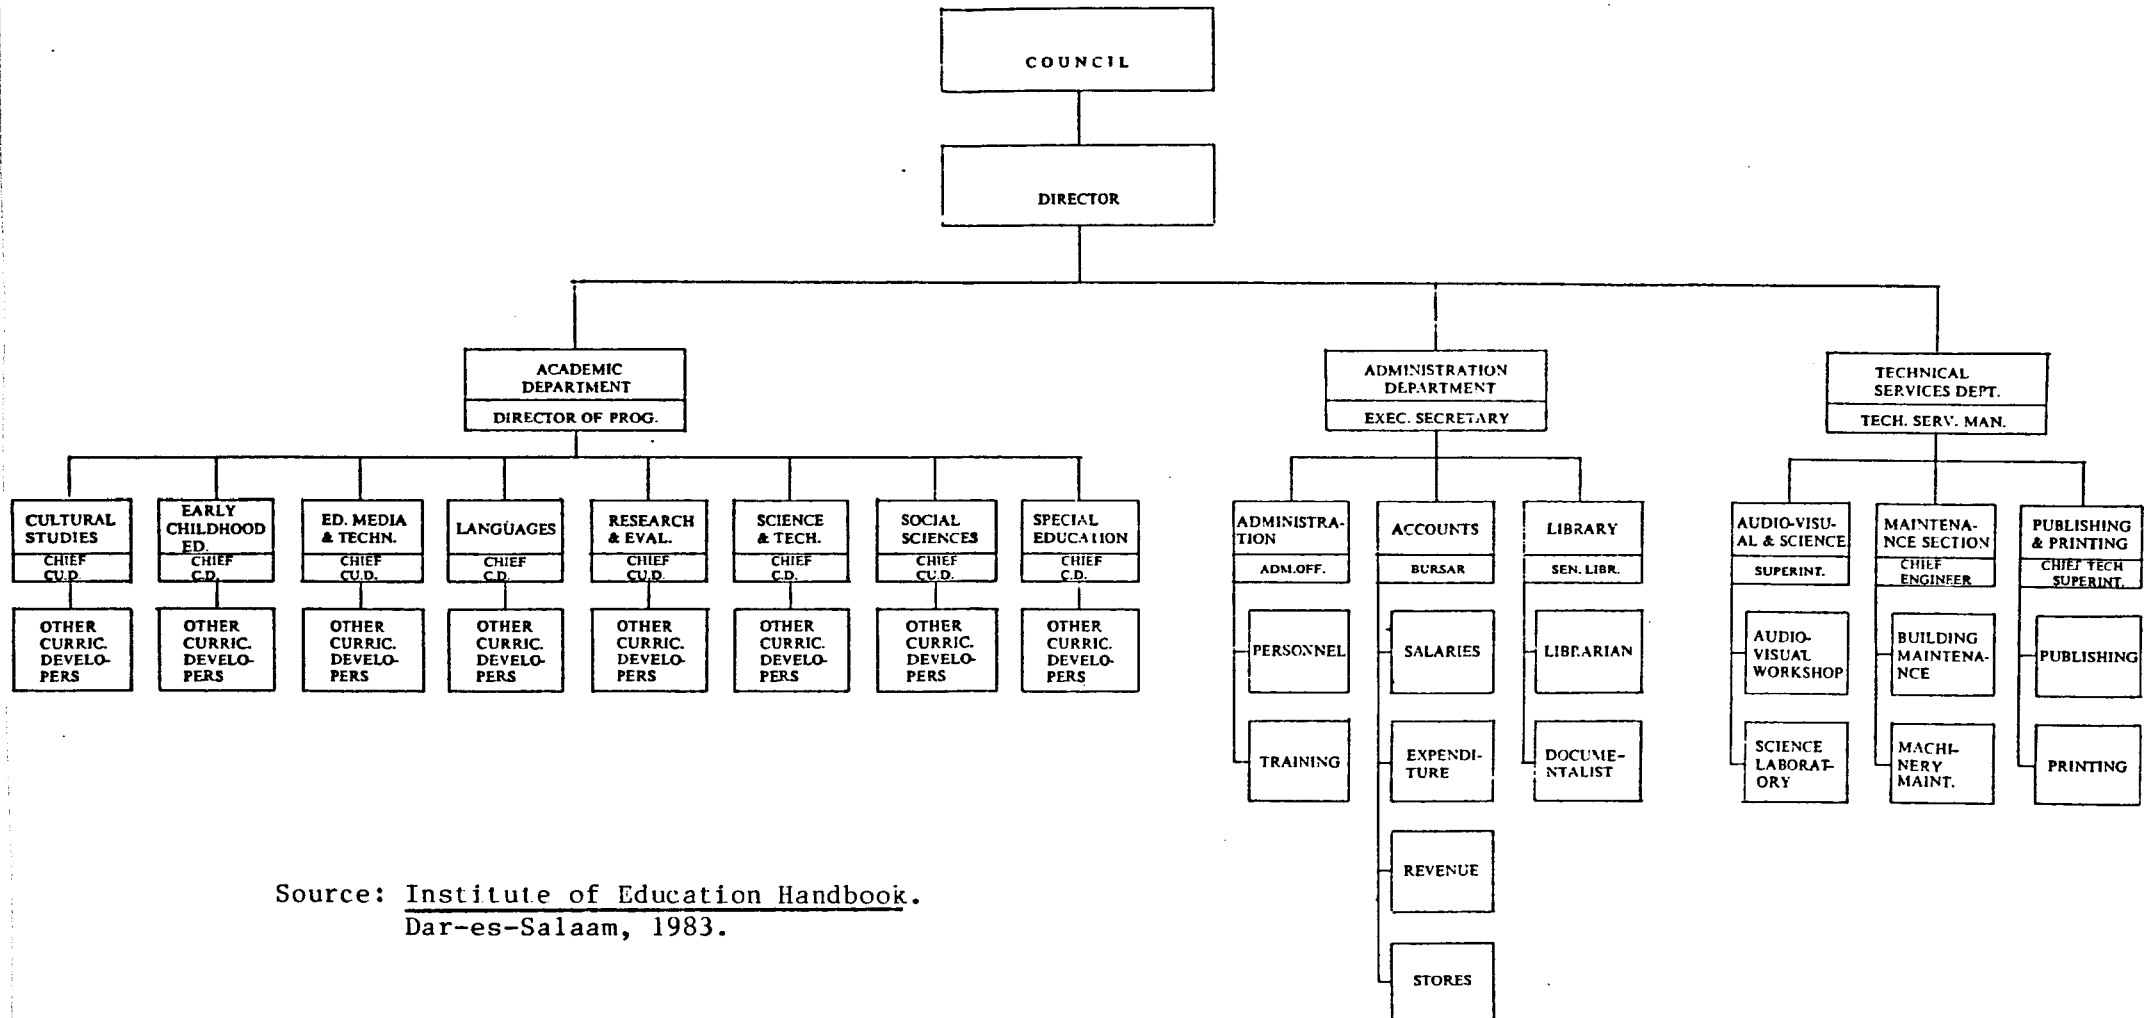 COUNCIL
DIRECTOR
ACADEMIC
DEPARTMENT
DIRECTOR OF PROG.
ADMINISTRATION
DEPARTMENT
EXEC. SECRETARY
TECHNICAL
SERVICES DEPT.
TECH. SERV. MAN.
CULTURAL
STUDIES
CHIEF
CU.D.
EARLY
CHILDHOOD
ED.
CHIEF
C.D.
ED. MEDIA
& TECHN.
CHIEF
CU.D.
LANGUAGES
CHIEF
C.D.
RESEARCH
& EVAL.
CHIEF
CU.D.
SCIENCE
& TECH.
CHIEF
C.D.
SOCIAL
SCIENCES
CHIEF
CU.D.
SPECIAL
EDUCATION
CHIEF
C.D.
ADMINISTRA-
TION
ADM.OFF.
ACCOUNTS
BURSAR
LIBRARY
SEN. LIBR.
AUDIO-VISU-
AL & SCIENCE
SUPERINT.
MAINTENA-
NCE SECTION
CHIEF
ENGINEER
PUBLISHING
& PRINTING
CHIEF TECH
SUPERINT.
OTHER
CURRIC.
DEVELO-
PERS
OTHER
CURRIC.
DEVELO-
PERS
OTHER
CURRIC.
DEVELO-
PERS
OTHER
CURRIC.
DEVELO-
PERS
OTHER
CURRIC.
DEVELO-
PERS
OTHER
CURRIC.
DEVELO-
PERS
OTHER
CURRIC.
DEVELO-
PERS
OTHER
CURRIC.
DEVELO-
PERS
PERSONNEL
SALARIES
LIBRARIAN
AUDIO-
VISUAL
WORKSHOP
BUILDING
MAINTENA-
NCE
PUBLISHING
TRAINING
EXPENDI-
TURE
DOCUME-
NTALIST
SCIENCE
LABORAT-
ORY
MACHI-
NERY
MAINT.
PRINTING
REVENUE
STORES
Source: Institute of Education Handbook.
Dar-es-Salaam, 1983.